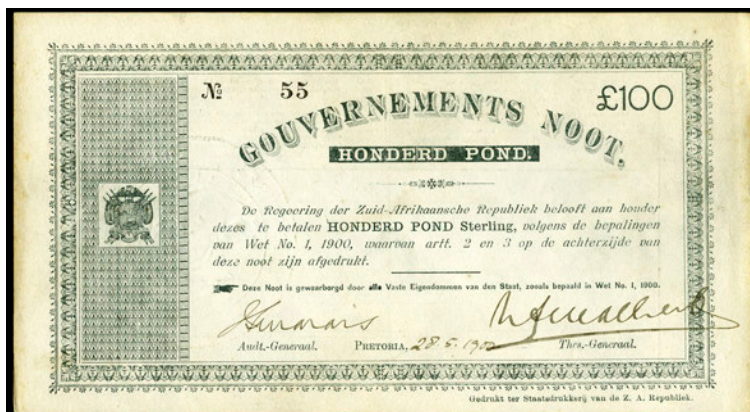 № 55 £100
GOUVERNEMENTS NOOT,
HONDERD POND.
De Regeering der Zuid-Afrikaansche Republiek belooft aan houder
dezes te betalen HONDERD POND Sterling, volgens de bepalingen
van Wet No. 1, 1900, waarvan artt. 2 en 3 op de achterzijde van
deze noot zijn afgedrukt.
Deze Noot is gewaarborgd door alle Vaste Eigendommen van den Staat, zooals bepaald in Wet No. 1, 1900.
Audt.-Generaal. PRETORIA, 28.5.1900 Thes.-Generaal.
Gedrukt ter Staatsdrukkerij van de Z. A. Republiek.